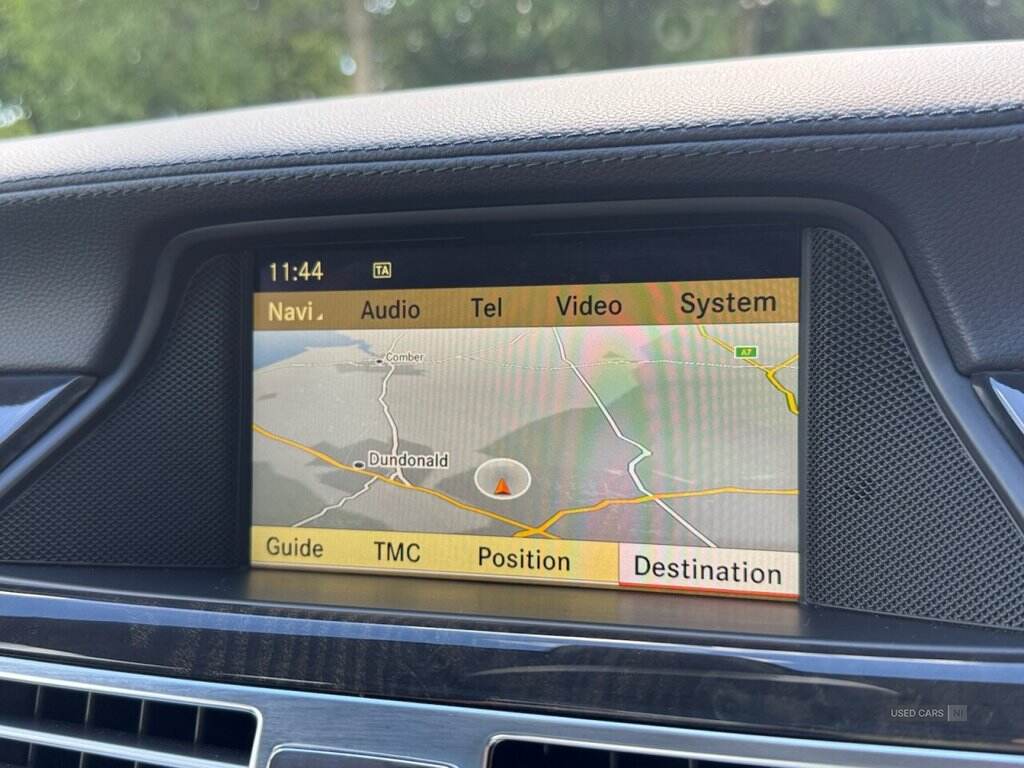 11:44 TA
Navi Audio Tel Video System
A7
Comber
Dundonald
Guide TMC Position Destination
USED CARS NI